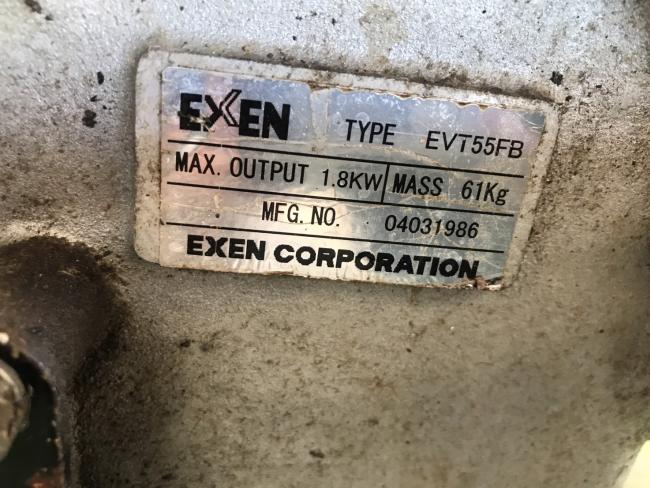 EXEN TYPE EVT55FB
MAX. OUTPUT 1.8KW MASS 61Kg
MFG. NO. 04031986
EXEN CORPORATION